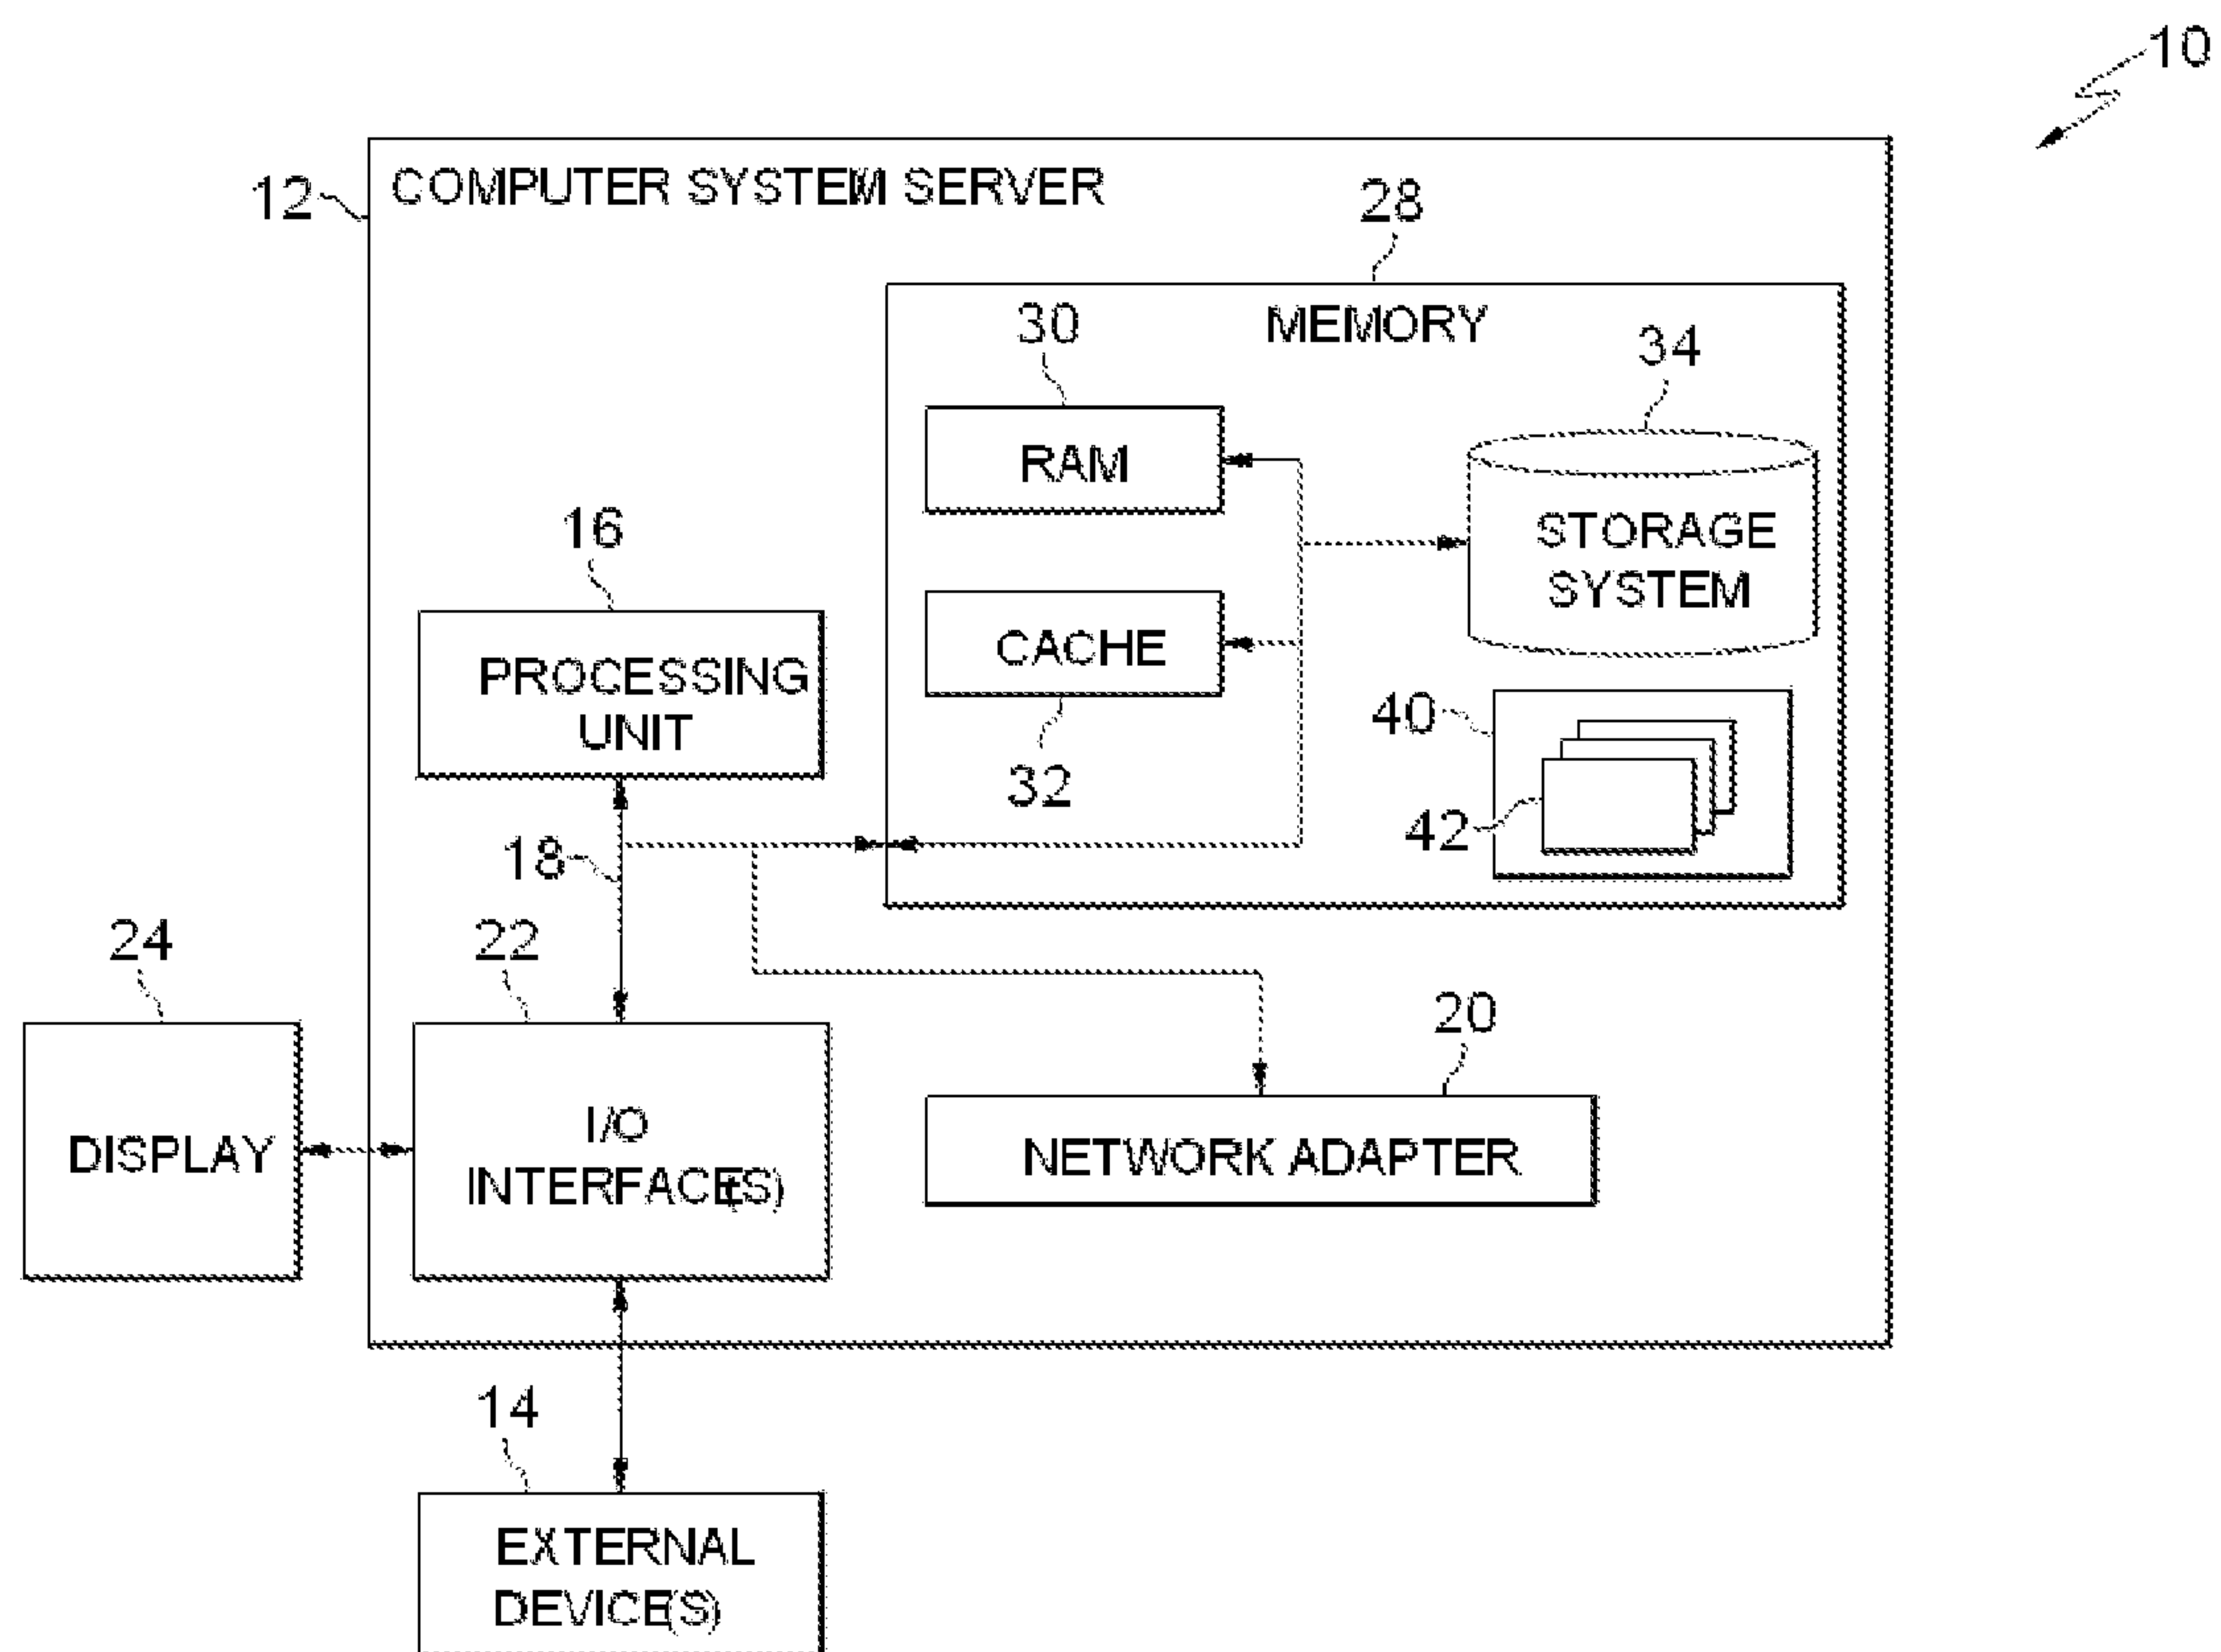 10
12
COMPUTER SYSTEM SERVER
28
MEMORY
30
34
RAM
STORAGE
SYSTEM
16
CACHE
PROCESSING
UNIT
32
40
42
18
24
22
20
DISPLAY
I/O
INTERFACE(S)
NETWORK ADAPTER
14
EXTERNAL
DEVICE(S)